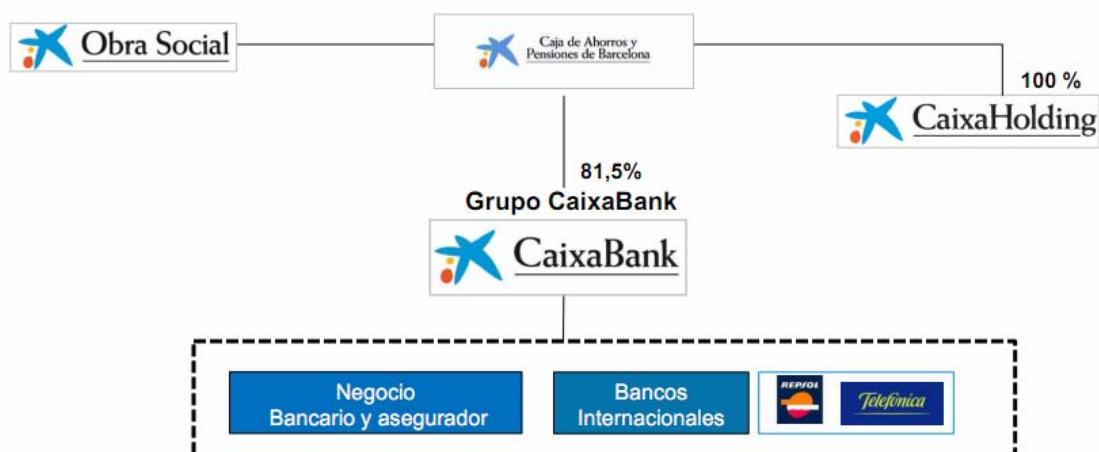 Obra Social
Caja de Ahorros y
Pensiones de Barcelona
100 %
CaixaHolding
81,5%
Grupo CaixaBank
CaixaBank
Negocio
Bancario y asegurador
Bancos
Internacionales
REPSOL
Telefónica